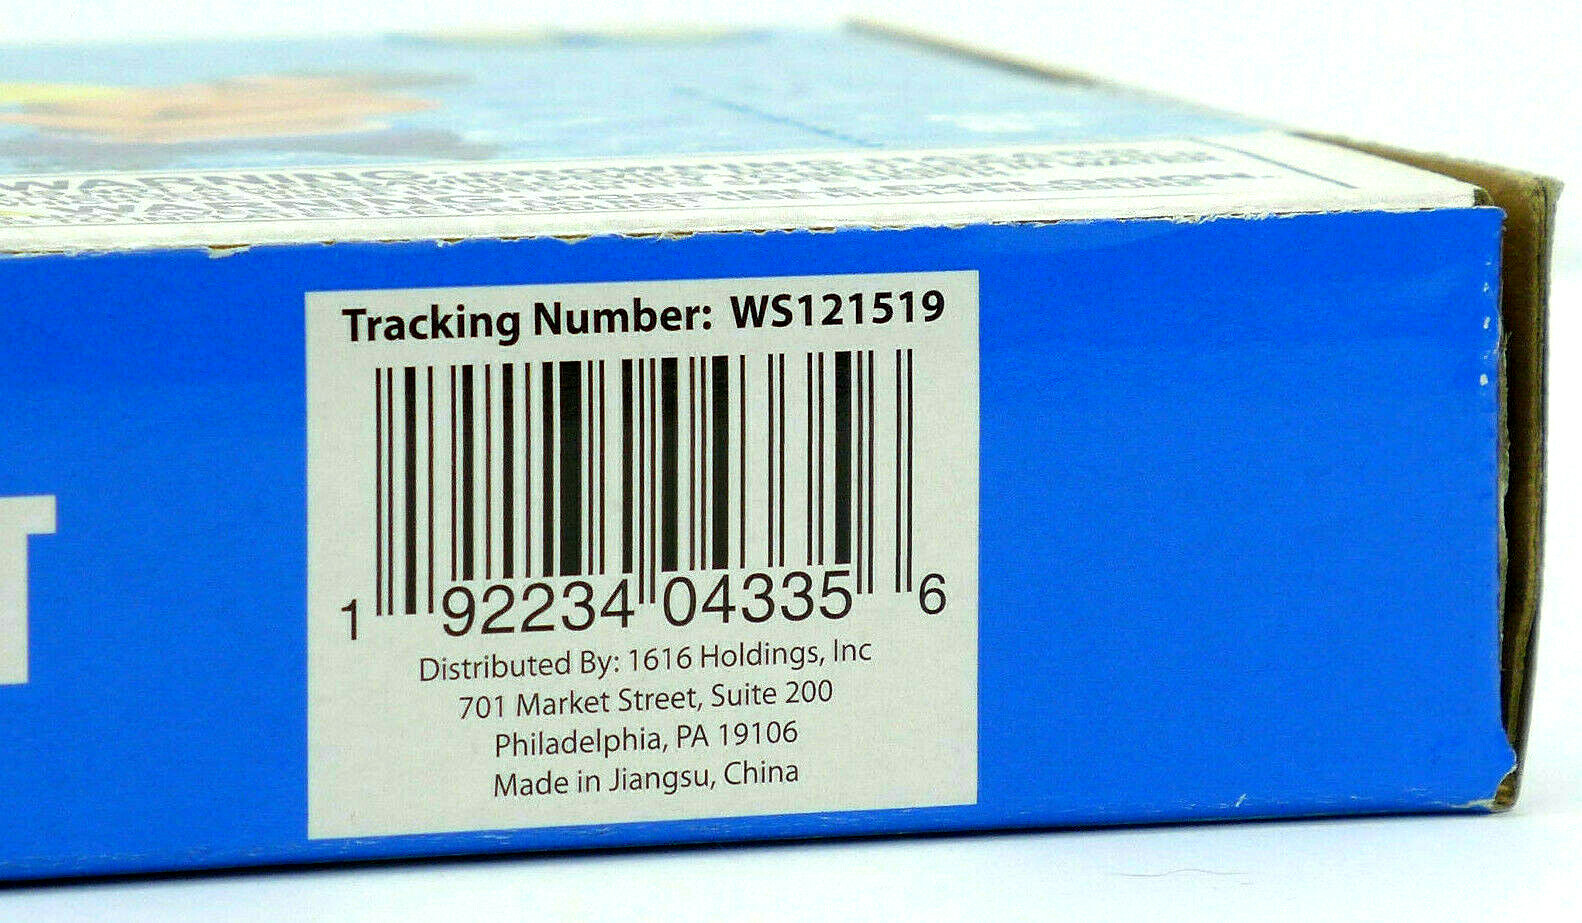 WARNING:
Tracking Number: WS121519
T
1 92234 04335 6
Distributed By: 1616 Holdings, Inc
701 Market Street, Suite 200
Philadelphia, PA 19106
Made in Jiangsu, China